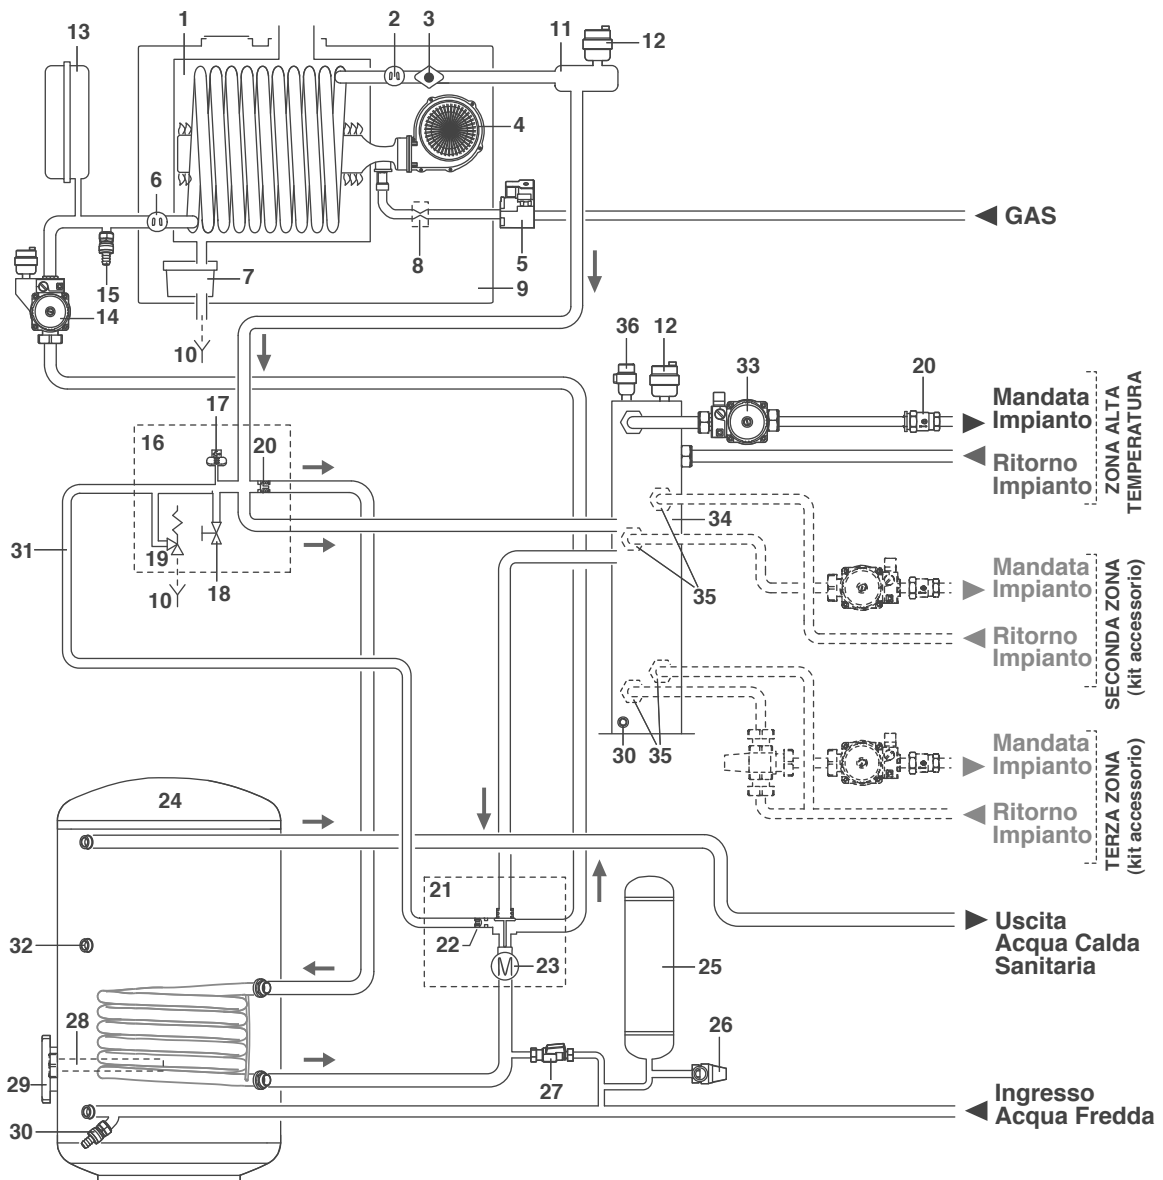 13
1
2
3
11
12
4
6
GAS
15
7
8
5
9
14
10
36
12
33
20
Mandata
Impianto
Ritorno
Impianto
ZONA ALTA
TEMPERATURA
17
16
20
34
31
19
18
10
35
Mandata
Impianto
Ritorno
Impianto
SECONDA ZONA
(kit accessorio)
30
35
Mandata
Impianto
Ritorno
Impianto
TERZA ZONA
(kit accessorio)
24
21
Uscita
Acqua Calda
Sanitaria
32
22
M
23
25
28
26
29
27
Ingresso
Acqua Fredda
30